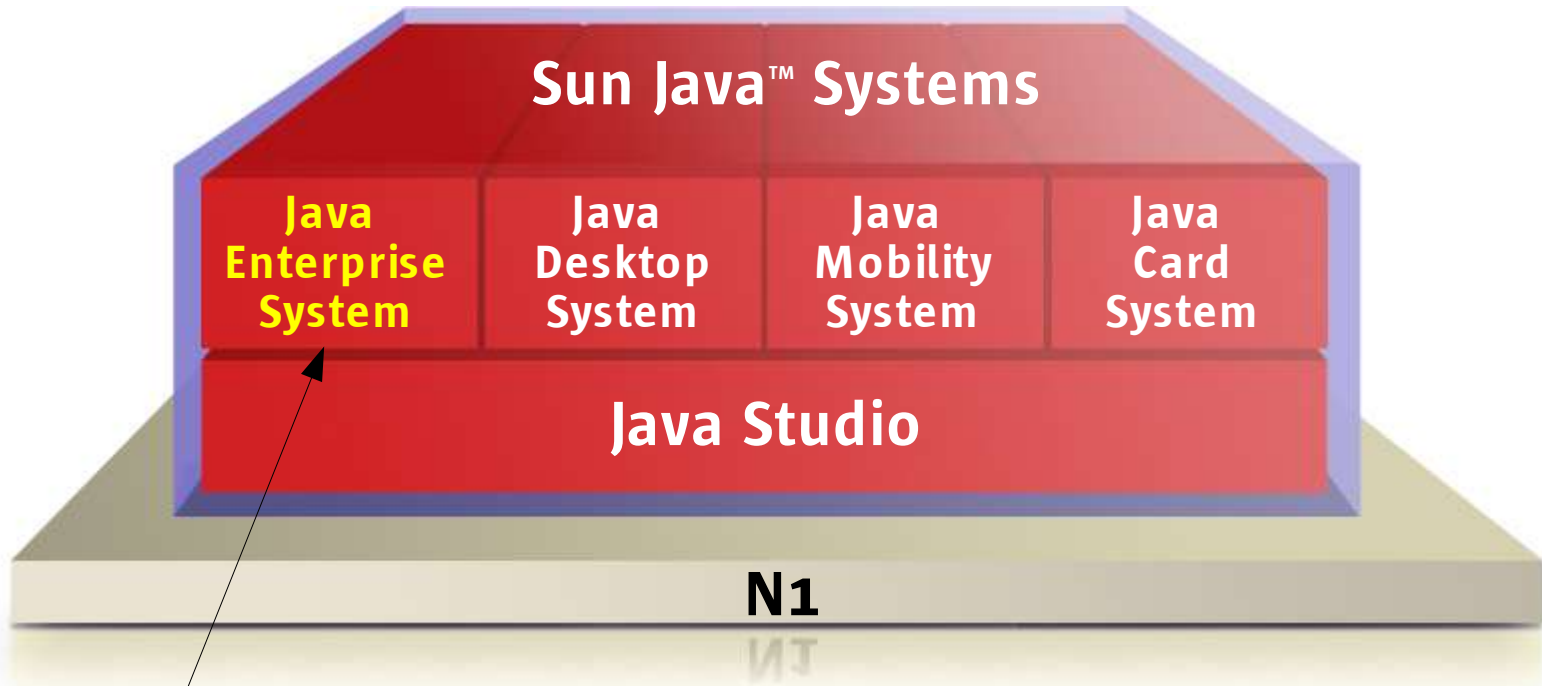 Sun Java™ Systems
Java
Enterprise
System
Java
Desktop
System
Java
Mobility
System
Java
Card
System
Java Studio
N1